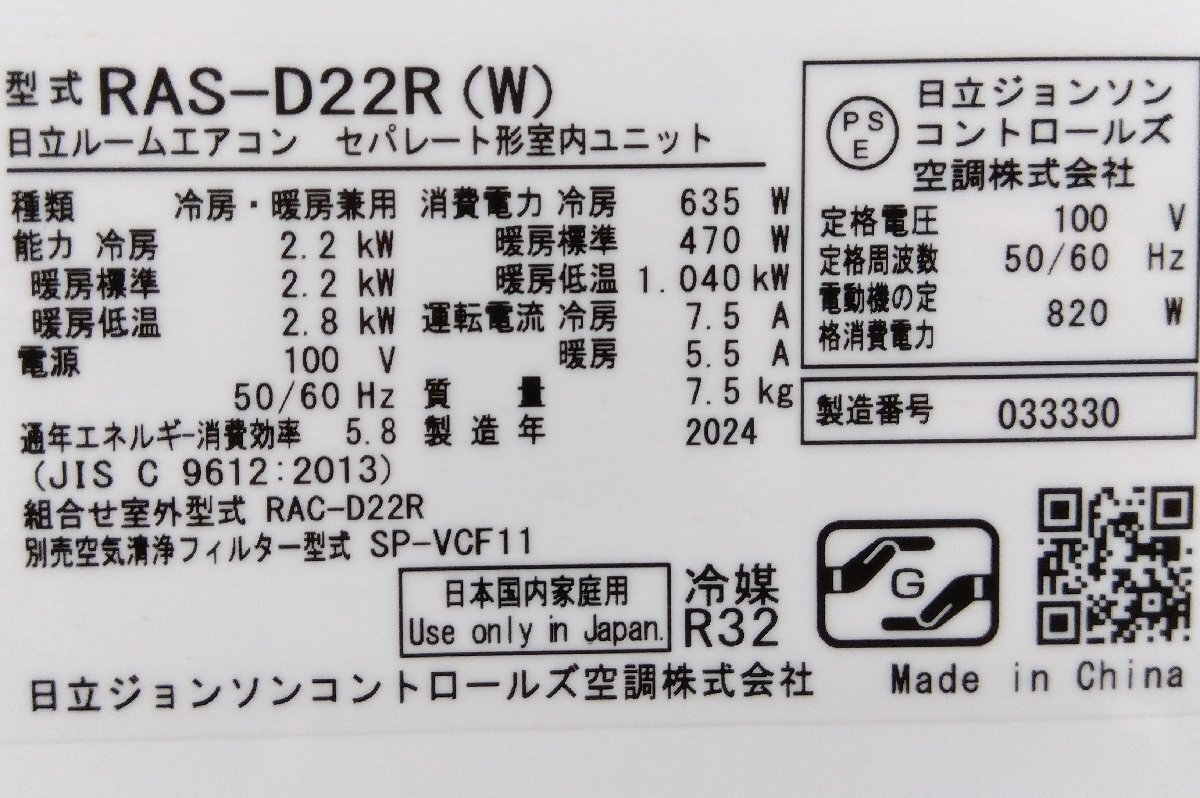 型式 RAS-D22R(W)
日立ルームエアコン セパレート形室内ユニット
種類 冷房・暖房兼用
能力 冷房 2.2 kW
暖房標準 2.2 kW
暖房低温 2.8 kW
電源 100 V
50/60 Hz
通年エネルギー消費効率 5.8
(JIS C 9612:2013)
組合せ室外型式 RAC-D22R
別売空気清浄フィルター型式 SP-VCF11
消費電力 冷房 635 W
暖房標準 470 W
暖房低温 1.040 kW
運転電流 冷房 7.5 A
暖房 5.5 A
質量 7.5 kg
製造年 2024
日本国内家庭用
Use only in Japan.
冷媒
R32
PS
E
日立ジョンソン
コントロールズ
空調株式会社
定格電圧 100 V
定格周波数 50/60 Hz
電動機の定
格消費電力 820 W
製造番号 033330
G
日立ジョンソンコントロールズ空調株式会社
Made in China